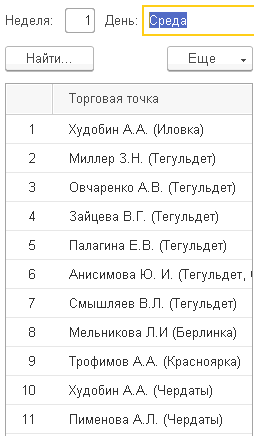 Неделя: 1 День: Среда
Найти... Еще
Торговая точка
1 Худобин А.А. (Иловка)
2 Миллер З.Н. (Тегульдет)
3 Овчаренко А.В. (Тегульдет)
4 Зайцева В.Г. (Тегульдет)
5 Палагина Е.В. (Тегульдет)
6 Анисимова Ю. И. (Тегульдет,
7 Смышляев В.Л. (Тегульдет)
8 Мельникова Л.И (Берлинка)
9 Трофимов А.А. (Красноярка)
10 Худобин А.А. (Чердаты)
11 Пименова А.Л. (Чердаты)